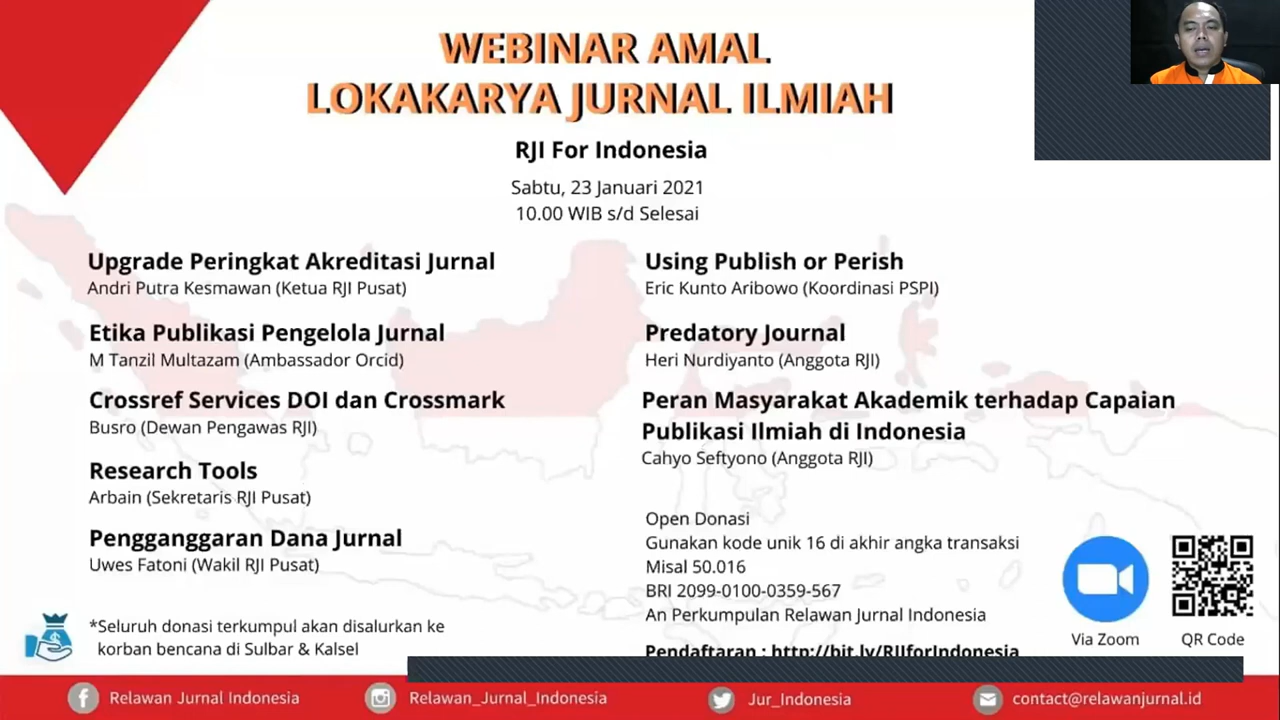 WEBINAR AMAL
LOKAKARYA JURNAL ILMIAH
RJI For Indonesia
Sabtu, 23 Januari 2021
10.00 WIB s/d Selesai
Upgrade Peringkat Akreditasi Jurnal
Andri Putra Kesmawan (Ketua RJI Pusat)
Etika Publikasi Pengelola Jurnal
M Tanzil Multazam (Ambassador Orcid)
Crossref Services DOI dan Crossmark
Busro (Dewan Pengawas RJI)
Research Tools
Arbain (Sekretaris RJI Pusat)
Pengganggaran Dana Jurnal
Uwes Fatoni (Wakil RJI Pusat)
*Seluruh donasi terkumpul akan disalurkan ke
korban bencana di Sulbar & Kalsel
Using Publish or Perish
Eric Kunto Aribowo (Koordinasi PSPI)
Predatory Journal
Heri Nurdiyanto (Anggota RJI)
Peran Masyarakat Akademik terhadap Capaian
Publikasi Ilmiah di Indonesia
Cahyo Seftyono (Anggota RJI)
Open Donasi
Gunakan kode unik 16 di akhir angka transaksi
Misal 50.016
BRI 2099-0100-0359-567
An Perkumpulan Relawan Jurnal Indonesia
Pendaftaran : http://bit.ly/RJIforIndonesia
Via Zoom
QR Code
Relawan Jurnal Indonesia
Relawan_Jurnal_Indonesia
Jur_Indonesia
contact@relawanjurnal.id